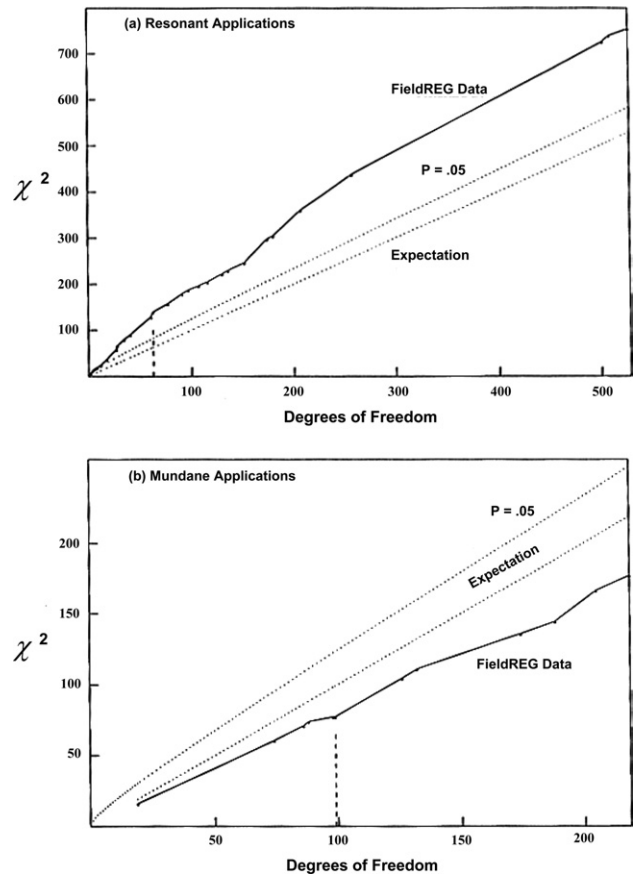 (a) Resonant Applications
700
600
500
400
300
200
100
FieldREG Data
P = .05
Expectation
χ 2
100
200
300
400
500
Degrees of Freedom
(b) Mundane Applications
200
150
100
50
P = .05
Expectation
FieldREG Data
χ 2
50
100
150
200
Degrees of Freedom